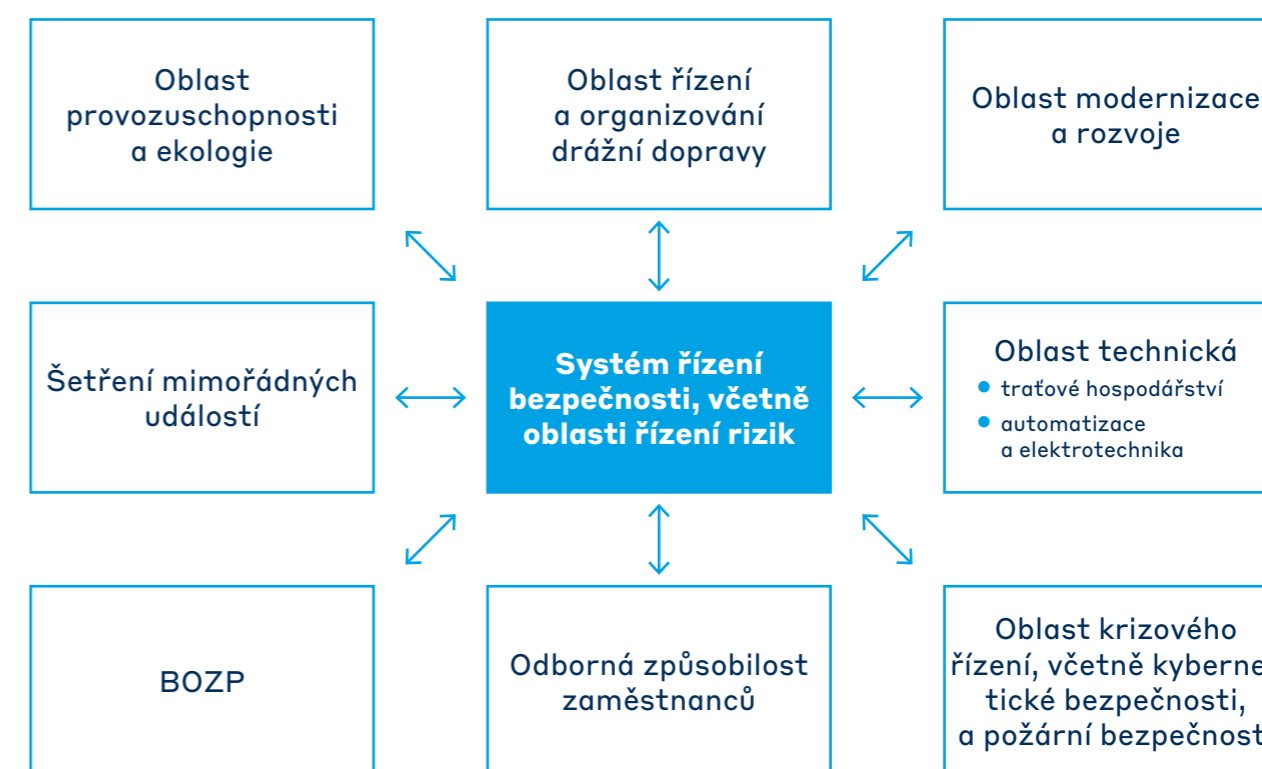 Oblast
provozuschopnosti
a ekologie
Oblast řízení
a organizování
drážní dopravy
Oblast modernizace
a rozvoje
Šetření mimořádných
událostí
Systém řízení
bezpečnosti, včetně
oblasti řízení rizik
Oblast technická
traťové hospodářství
automatizace
a elektrotechnika
BOZP
Odborná způsobilost
zaměstnanců
Oblast krizového
řízení, včetně kyberne
tické bezpečnosti,
a požární bezpečnost